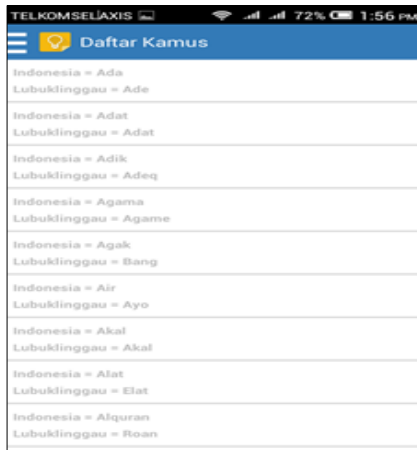 TELKOMSEL|AXIS 72% 1:56 PM
Daftar Kamus
Indonesia = Ada
Lubuklinggau = Ade
Indonesia = Adat
Lubuklinggau = Adat
Indonesia = Adik
Lubuklinggau = Adeq
Indonesia = Agama
Lubuklinggau = Agame
Indonesia = Agak
Lubuklinggau = Bang
Indonesia = Air
Lubuklinggau = Ayo
Indonesia = Akal
Lubuklinggau = Akal
Indonesia = Alat
Lubuklinggau = Elat
Indonesia = Alquran
Lubuklinggau = Roan